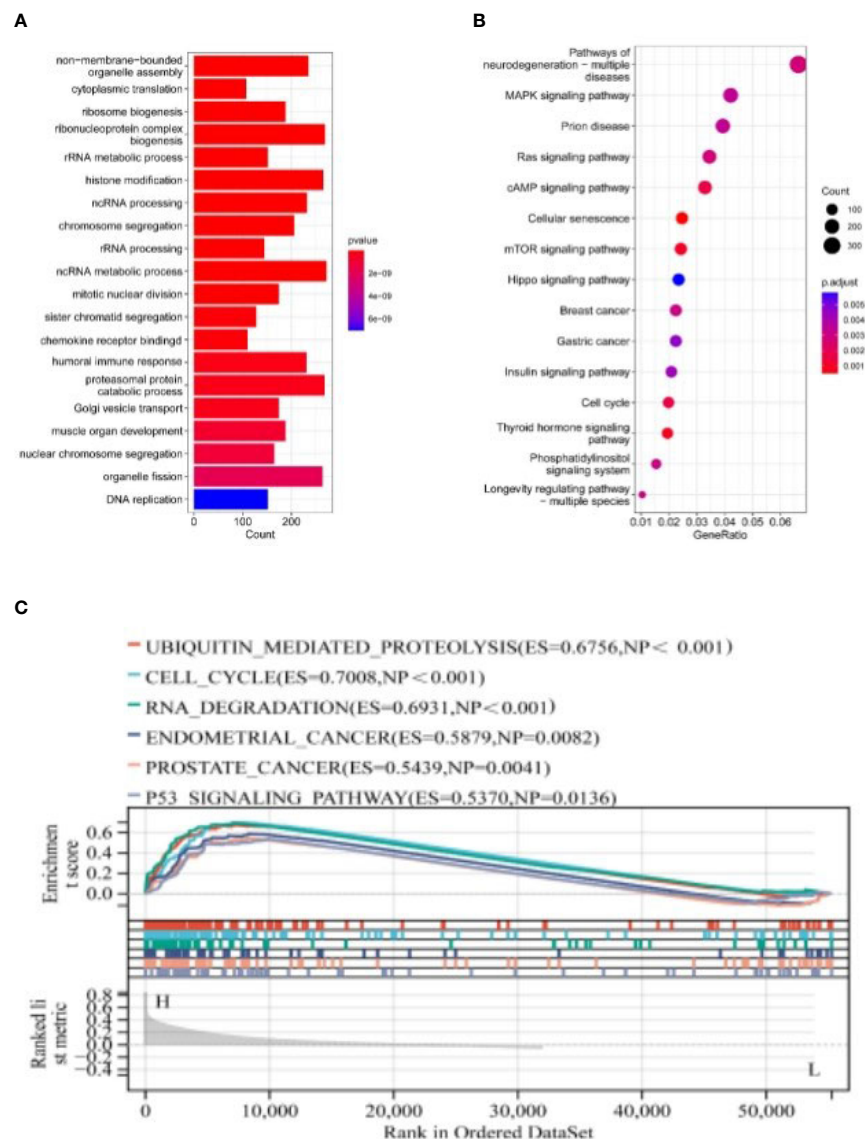 A
non-membrane-bounded
organelle assembly
cytoplasmic translation
ribosome biogenesis
ribonucleoprotein complex
biogenesis
rRNA metabolic process
histone modification
ncRNA processing
chromosome segregation
rRNA processing
ncRNA metabolic process
mitotic nuclear division
sister chromatid segregation
chemokine receptor bindingd
humoral immune response
proteasomal protein
catabolic process
Golgi vesicle transport
muscle organ development
nuclear chromosome segregation
organelle fission
DNA replication
0 100 200
Count
pvalue
2e-09
4e-09
6e-09
B
Pathways of
neurodegeneration - multiple
diseases
MAPK signaling pathway
Prion disease
Ras signaling pathway
cAMP signaling pathway
Cellular senescence
mTOR signaling pathway
Hippo signaling pathway
Breast cancer
Gastric cancer
Insulin signaling pathway
Cell cycle
Thyroid hormone signaling
pathway
Phosphatidylinositol
signaling system
Longevity regulating pathway
- multiple species
0.01 0.02 0.03 0.04 0.05 0.06
GeneRatio
Count
100
200
300
p.adjust
0.005
0.004
0.003
0.002
0.001
C
UBIQUITIN_MEDIATED_PROTEOLYSIS(ES=0.6756,NP< 0.001)
CELL_CYCLE(ES=0.7008,NP<0.001)
RNA_DEGRADATION(ES=0.6931,NP<0.001)
ENDOMETRIAL_CANCER(ES=0.5879,NP=0.0082)
PROSTATE_CANCER(ES=0.5439,NP=0.0041)
P53_SIGNALING_PATHWAY(ES=0.5370,NP=0.0136)
Enrichmen
t score
0.6
0.4
0.2
0.0
Ranked li
st metric
0.8
0.6
0.4
0.2
0.0
-0.2
-0.4
H
L
0 10,000 20,000 30,000 40,000 50,000
Rank in Ordered DataSet